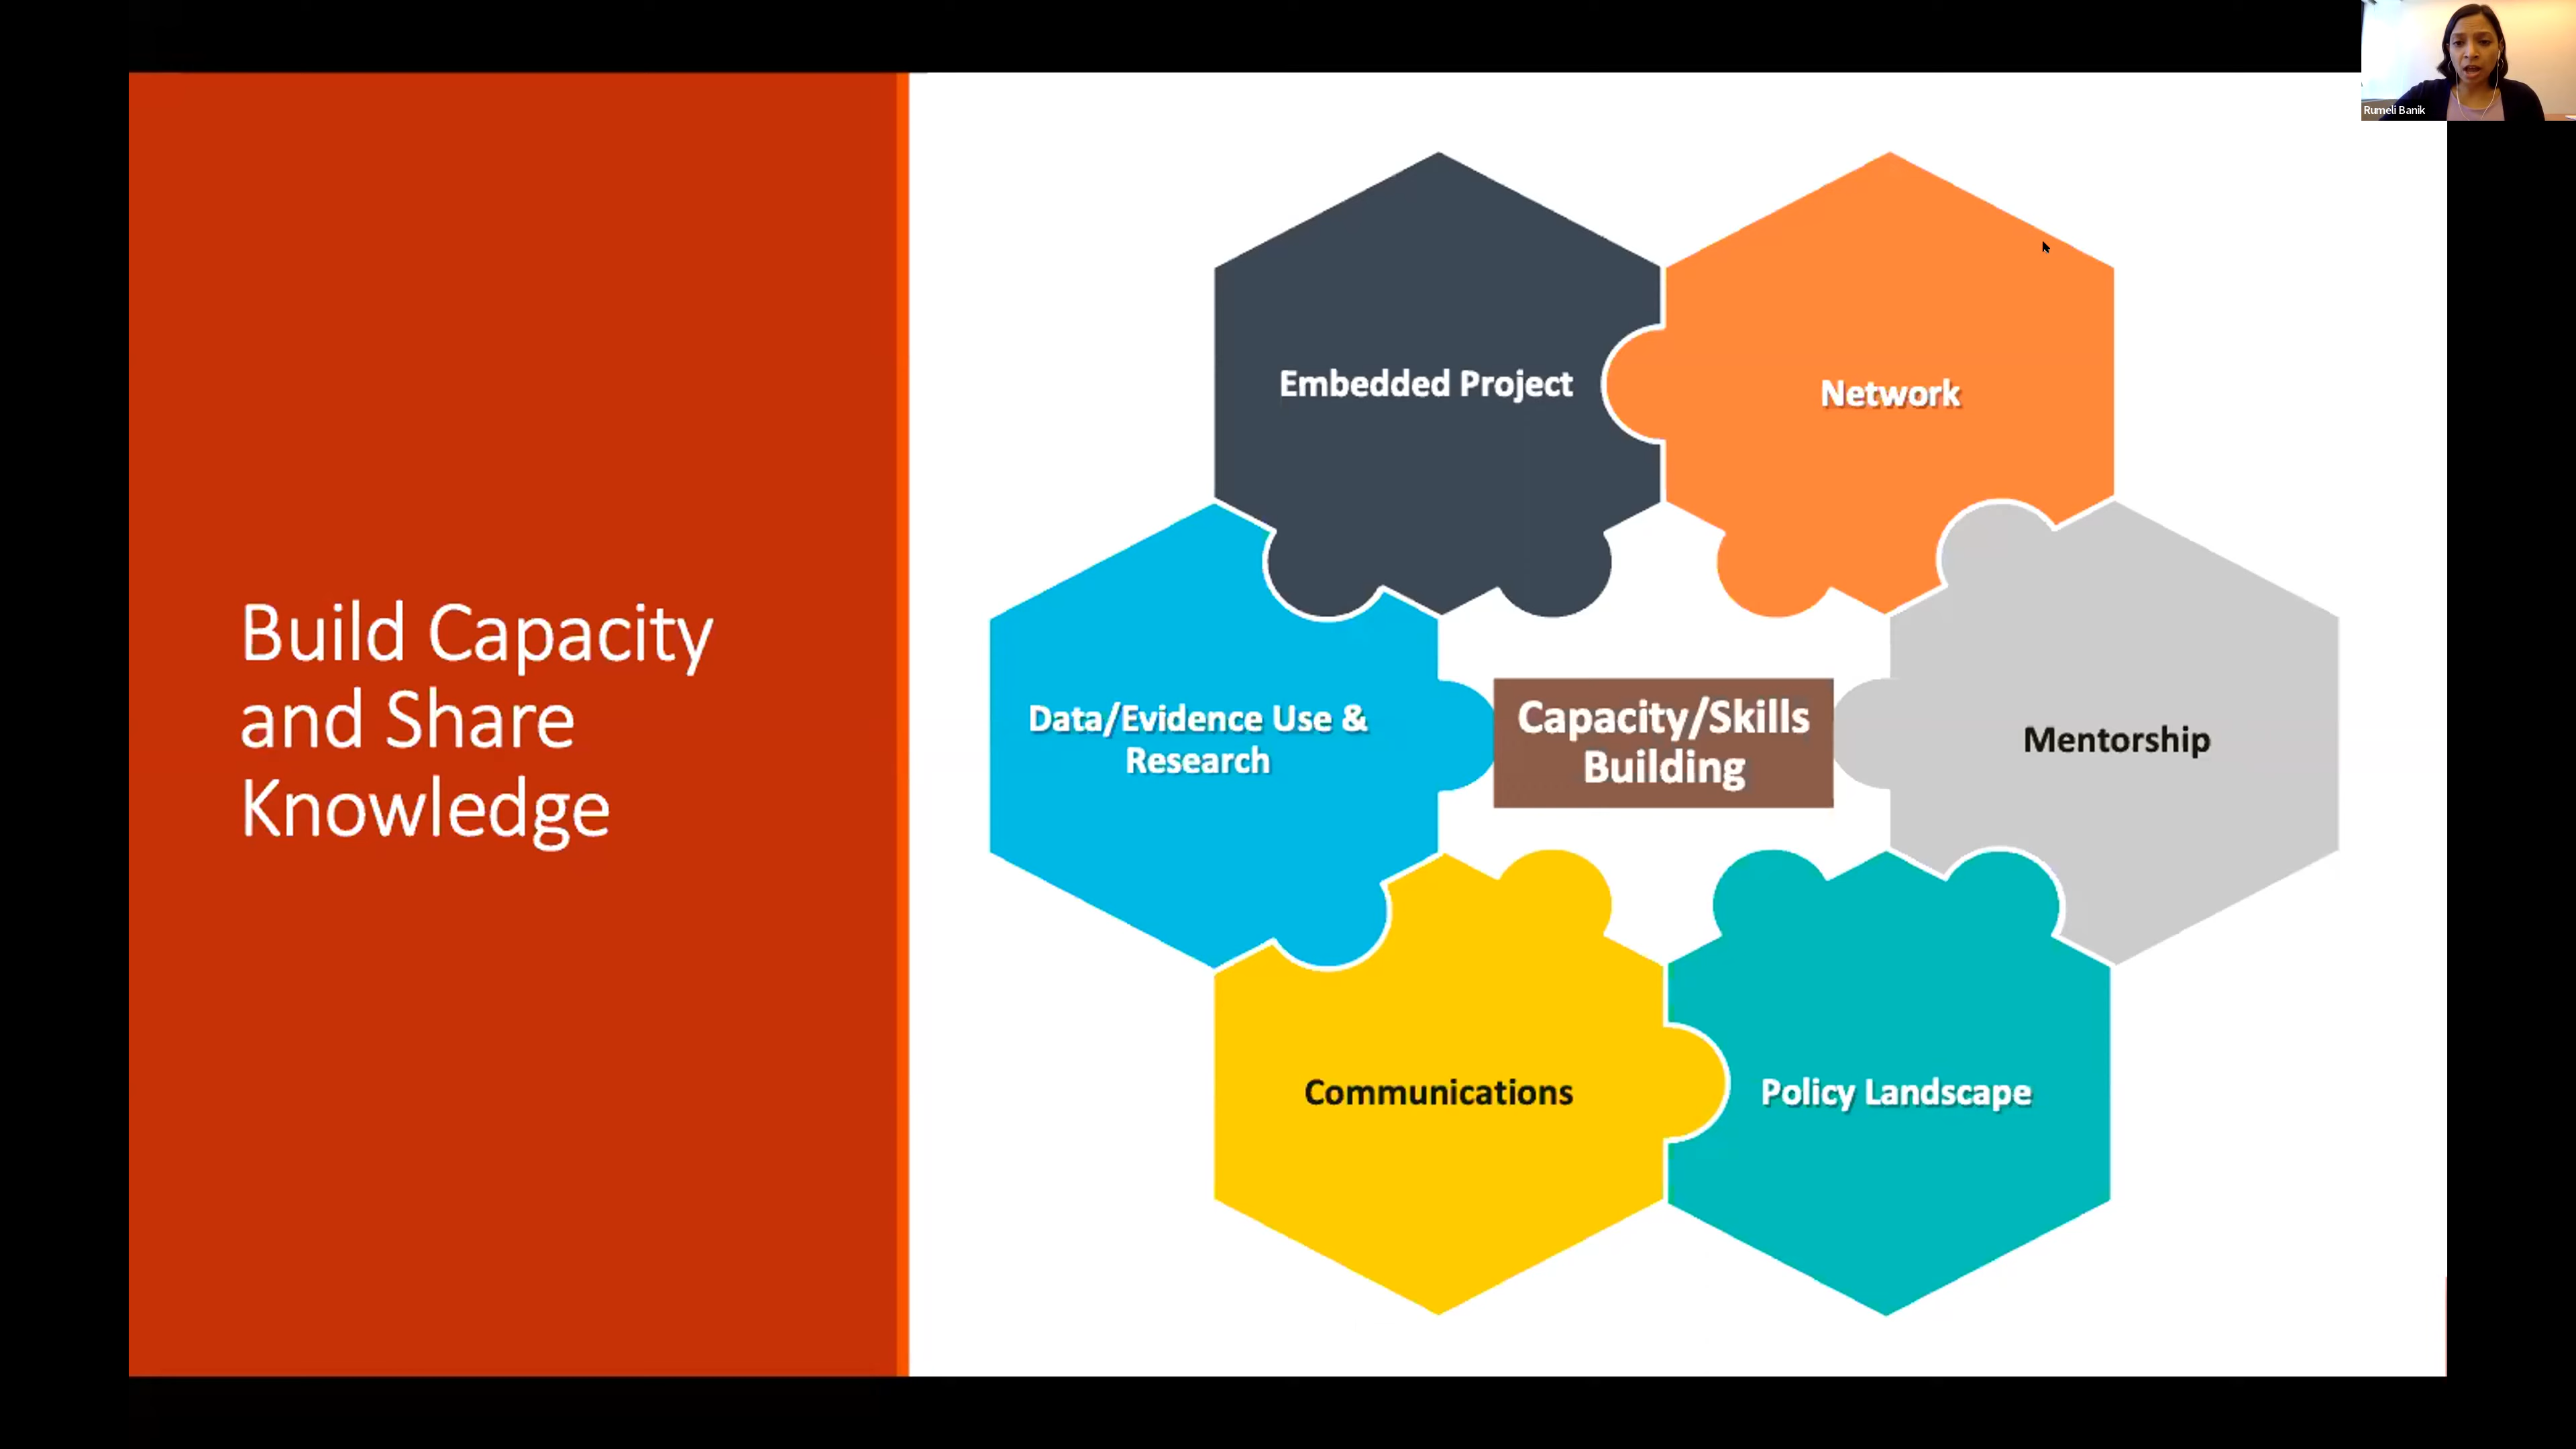 Rumeli Banik
Build Capacity
and Share
Knowledge
Embedded Project
Network
Data/Evidence Use &
Research
Capacity/Skills
Building
Mentorship
Communications
Policy Landscape